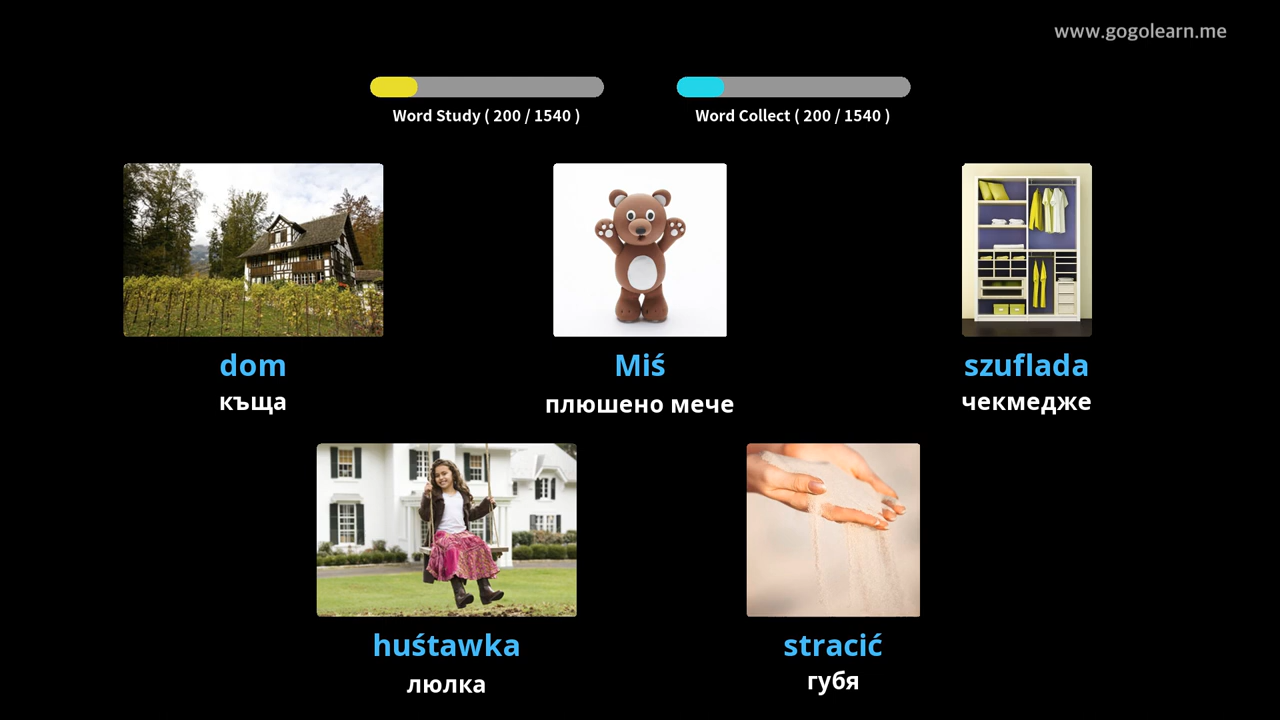 www.gogolearn.me
Word Study ( 200 / 1540 )
Word Collect ( 200 / 1540 )
dom
къща
Miś
плюшено мече
szuflada
чекмедже
huśtawka
люлка
stracić
губя